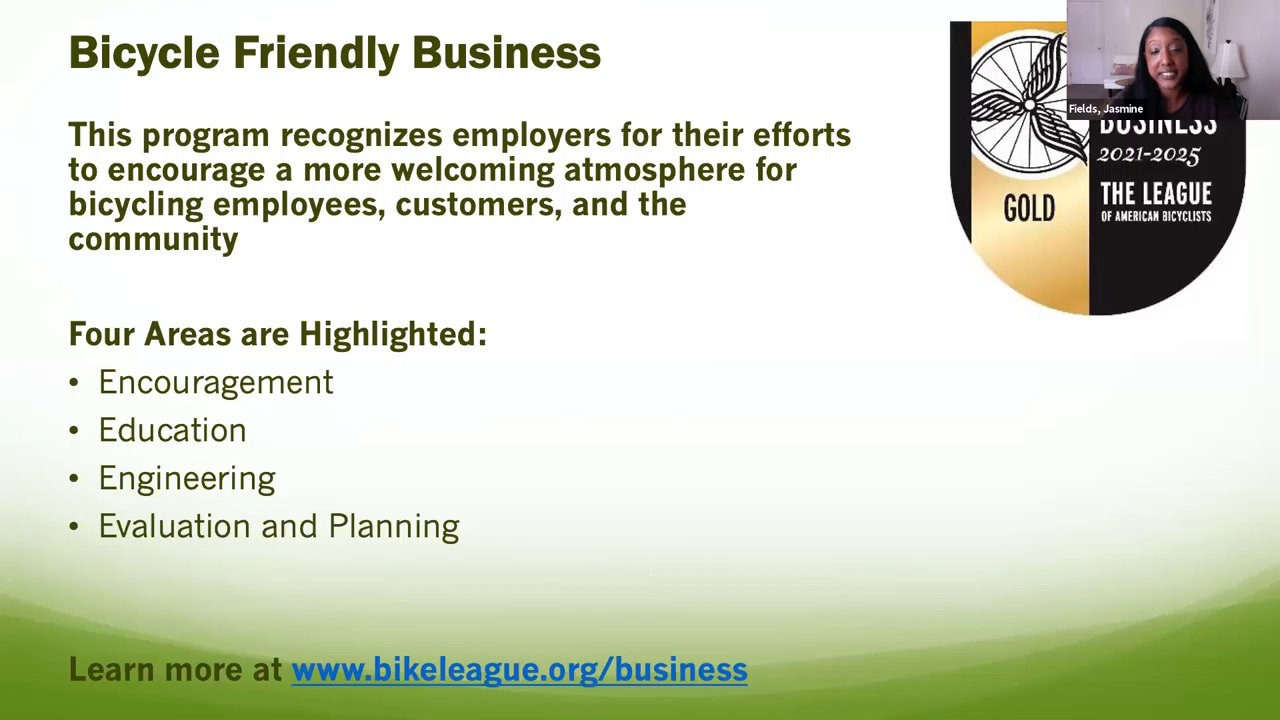 Bicycle Friendly Business
Fields, Jasmine
This program recognizes employers for their efforts
to encourage a more welcoming atmosphere for
bicycling employees, customers, and the
community
BUSINESS
2021-2025
GOLD
THE LEAGUE
OF AMERICAN BICYCLISTS
Four Areas are Highlighted:
• Encouragement
• Education
• Engineering
• Evaluation and Planning
Learn more at www.bikeleague.org/business